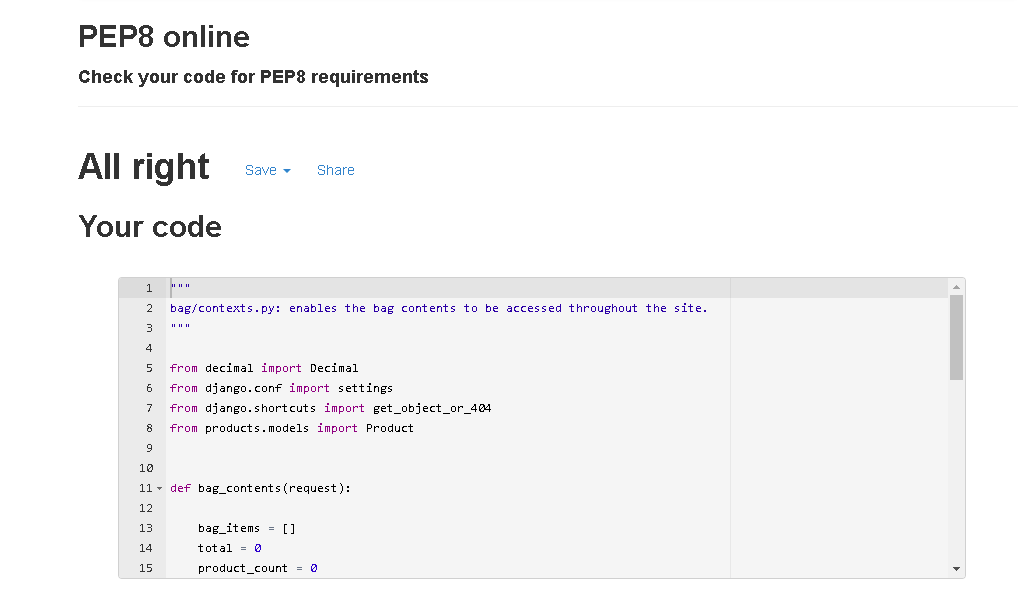 PEP8 online
Check your code for PEP8 requirements
All right Save Share
Your code
1 """
2 bag/contexts.py: enables the bag contents to be accessed throughout the site.
3 """
4
5 from decimal import Decimal
6 from django.conf import settings
7 from django.shortcuts import get_object_or_404
8 from products.models import Product
9
10
11 def bag_contents(request):
12
13 bag_items = []
14 total = 0
15 product_count = 0